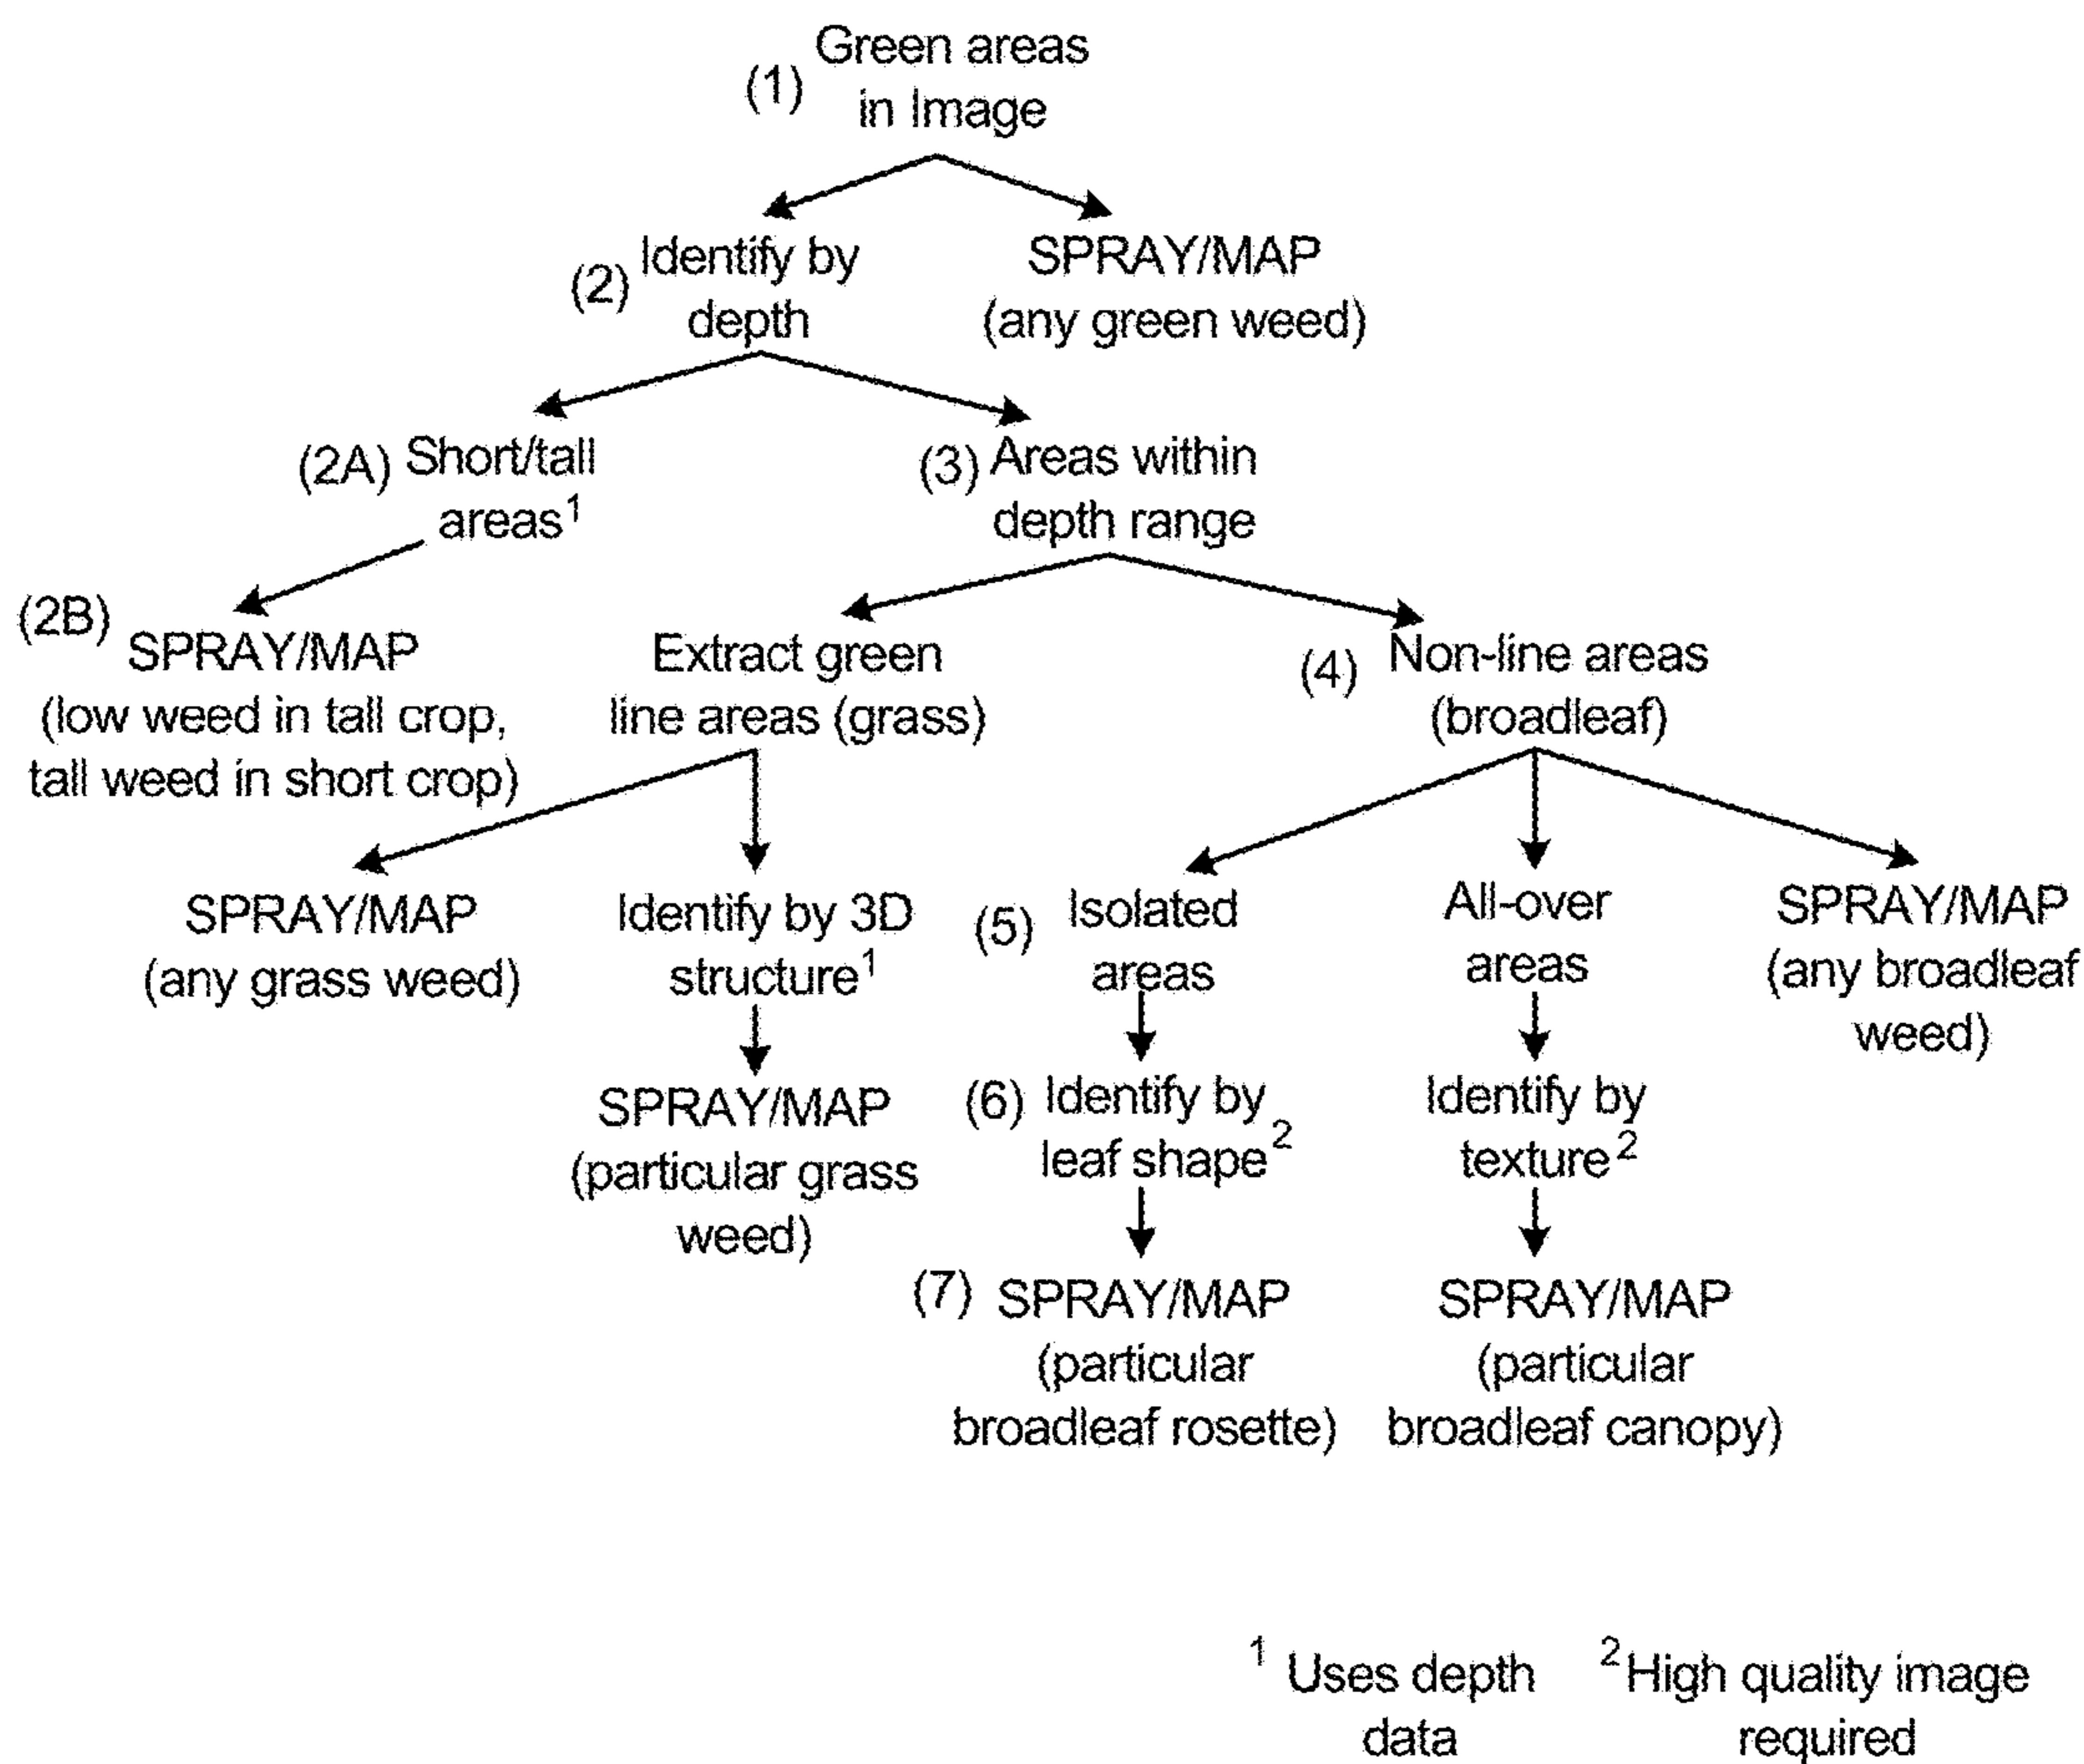 Green areas
(1)
in Image
Identify by
(2)
depth
SPRAY/MAP
(any green weed)
(2A) Short/tall
areas1
(3) Areas within
depth range
(2B)
SPRAY/MAP
(low weed in tall crop,
tall weed in short crop)
Extract green
line areas (grass)
(4) Non-line areas
(broadleaf)
SPRAY/MAP
(any grass weed)
Identify by 3D
structure1
(5) Isolated
areas
All-over
areas
SPRAY/MAP
(any broadleaf
weed)
SPRAY/MAP
(particular grass
weed)
(6) Identify by
leaf shape2
Identify by
texture2
(7) SPRAY/MAP
(particular
broadleaf rosette)
SPRAY/MAP
(particular
broadleaf canopy)
1 Uses depth
data
2 High quality image
required